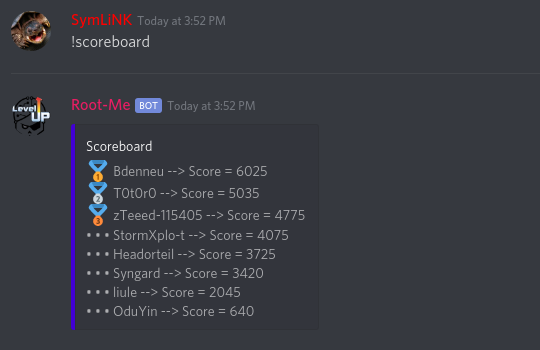 SymLiNK Today at 3:52 PM
!scoreboard
Level UP
Root-Me BOT Today at 3:52 PM
Scoreboard
1 Bdenneu --> Score = 6025
2 T0t0r0 --> Score = 5035
3 zTeeed-115405 --> Score = 4775
• • • StormXplo-t --> Score = 4075
• • • Headorteil --> Score = 3725
• • • Syngard --> Score = 3420
• • • liule --> Score = 2045
• • • OduYin --> Score = 640